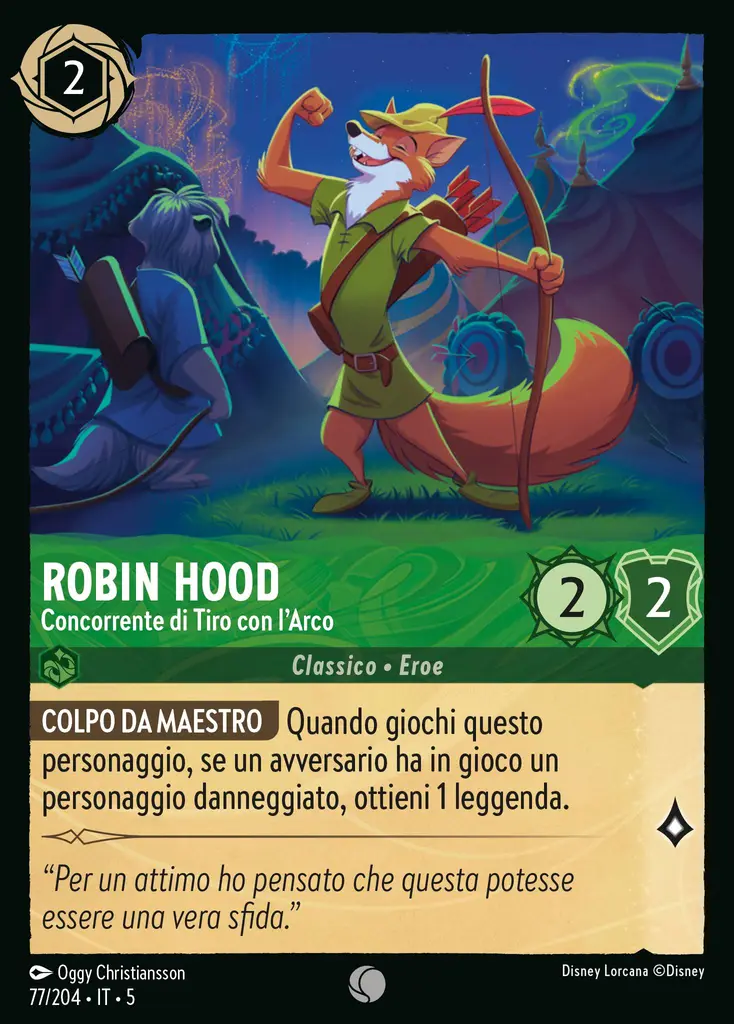 2
ROBIN HOOD
Concorrente di Tiro con l'Arco
2
2
Classico • Eroe
COLPO DA MAESTRO Quando giochi questo
personaggio, se un avversario ha in gioco un
personaggio danneggiato, ottieni 1 leggenda.
“Per un attimo ho pensato che questa potesse
essere una vera sfida.”
Oggy Christiansson
77/204 • IT • 5
Disney Lorcana ©Disney